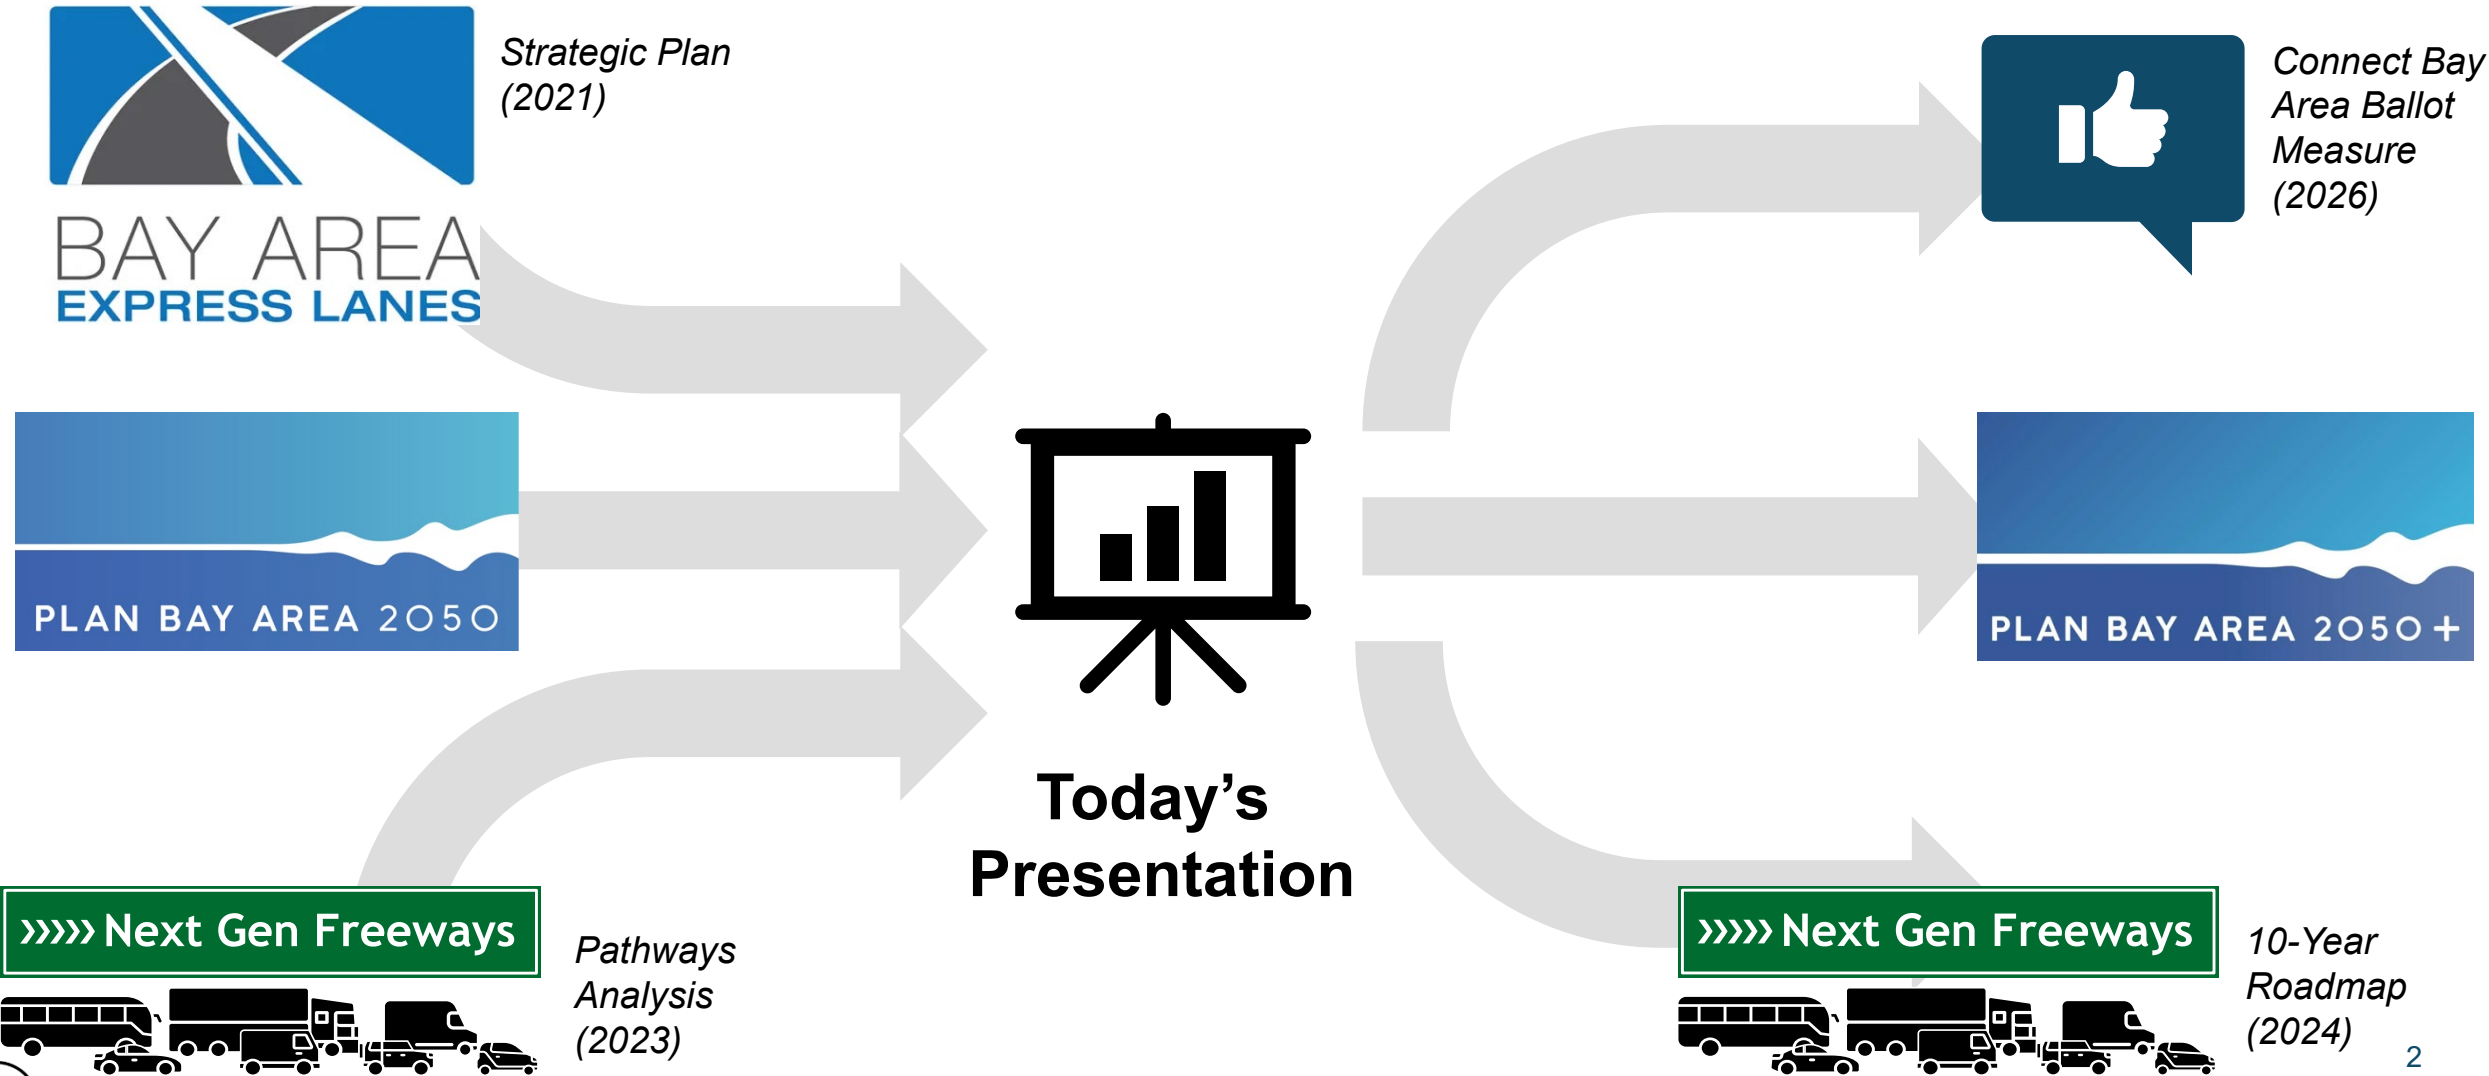 Strategic Plan
(2021)
BAY AREA
EXPRESS LANES
PLAN BAY AREA 2050
››››› Next Gen Freeways
Pathways
Analysis
(2023)
Today’s
Presentation
Connect Bay
Area Ballot
Measure
(2026)
PLAN BAY AREA 2050+
››››› Next Gen Freeways
10-Year
Roadmap
(2024)
2